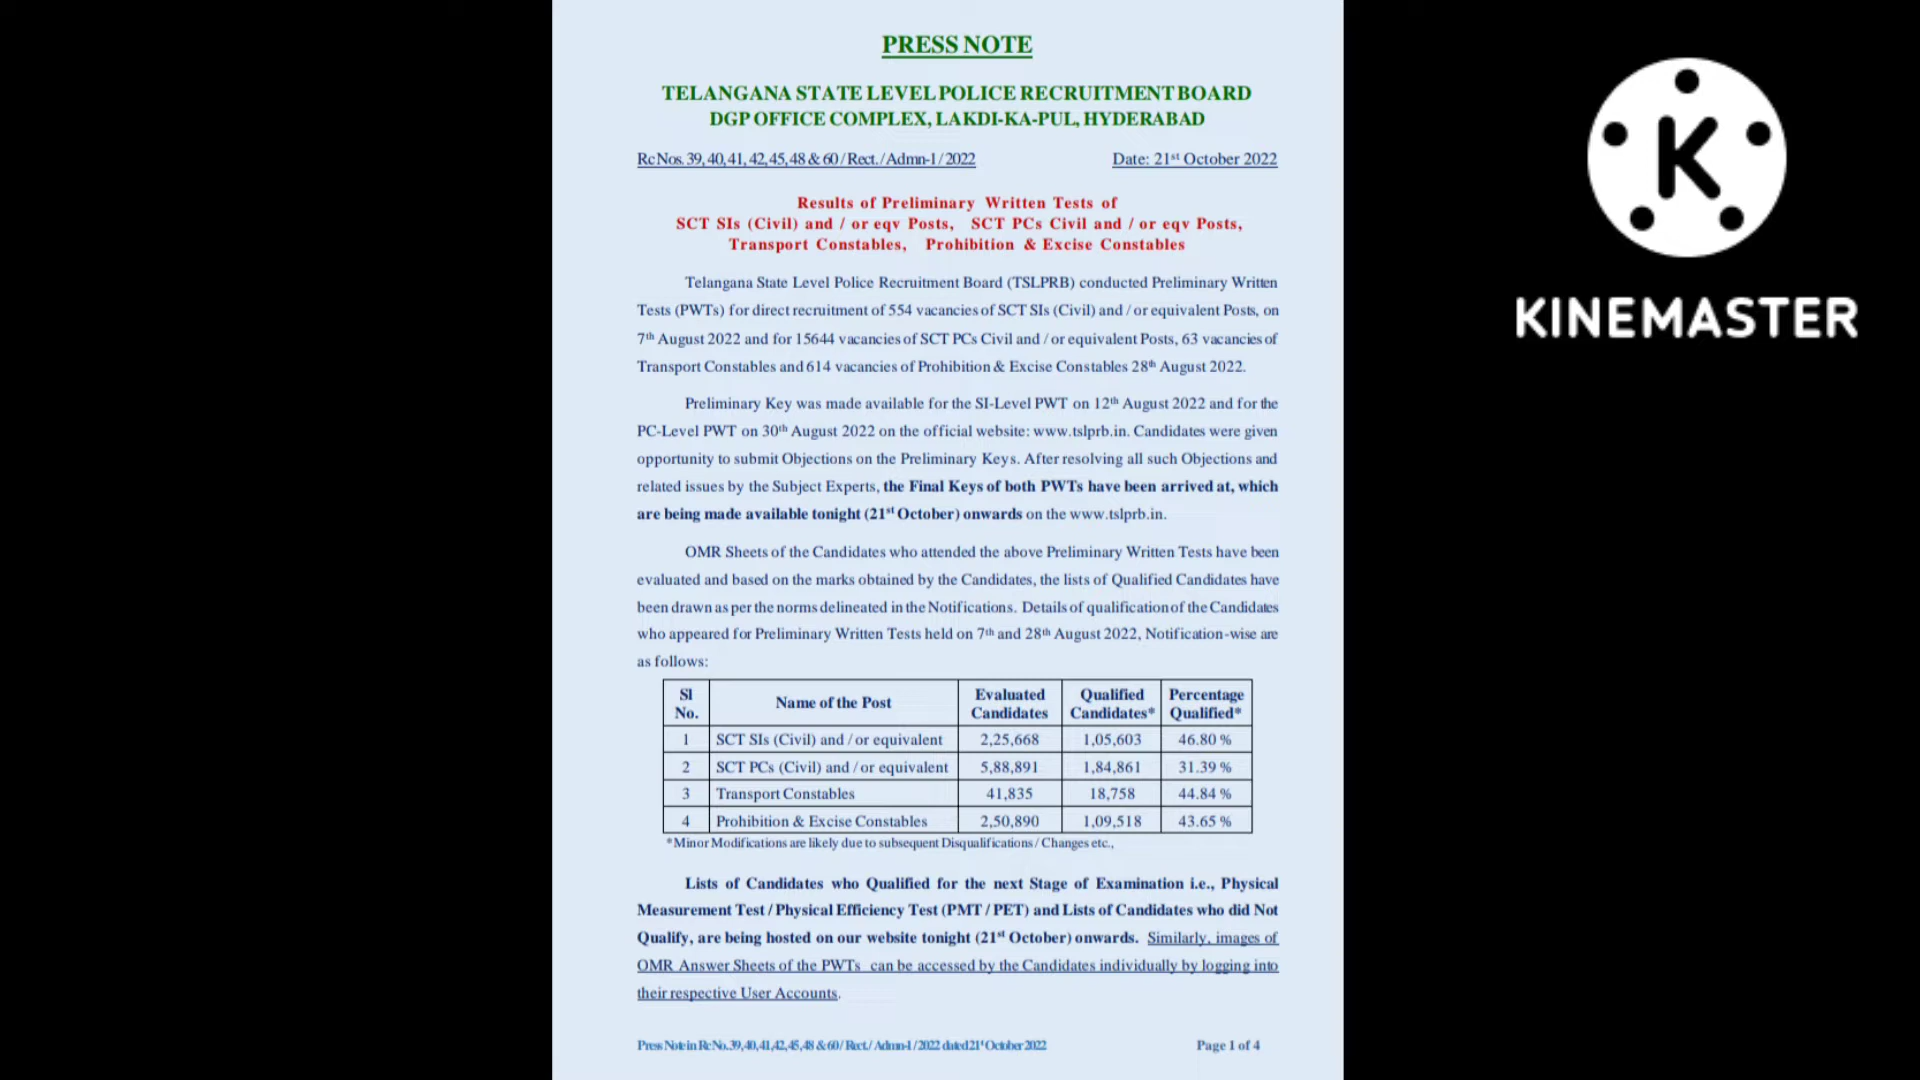 PRESS NOTE
TELANGANA STATE LEVEL POLICE RECRUITMENT BOARD
DGP OFFICE COMPLEX, LAKDI-KA-PUL, HYDERABAD
Rc Nos. 39, 40, 41, 42, 45, 48 & 60 / Rect. / Admn-1 / 2022 Date: 21st October 2022
Results of Preliminary Written Tests of
SCT SIs (Civil) and / or eqv Posts, SCT PCs Civil and / or eqv Posts,
Transport Constables, Prohibition & Excise Constables
Telangana State Level Police Recruitment Board (TSLPRB) conducted Preliminary Written
Tests (PWTs) for direct recruitment of 554 vacancies of SCT SIs (Civil) and / or equivalent Posts, on
7th August 2022 and for 15644 vacancies of SCT PCs Civil and / or equivalent Posts, 63 vacancies of
Transport Constables and 614 vacancies of Prohibition & Excise Constables 28th August 2022.
Preliminary Key was made available for the SI-Level PWT on 12th August 2022 and for the
PC-Level PWT on 30th August 2022 on the official website: www.tslprb.in. Candidates were given
opportunity to submit Objections on the Preliminary Keys. After resolving all such Objections and
related issues by the Subject Experts, the Final Keys of both PWTs have been arrived at, which
are being made available tonight (21st October) onwards on the www.tslprb.in.
OMR Sheets of the Candidates who attended the above Preliminary Written Tests have been
evaluated and based on the marks obtained by the Candidates, the lists of Qualified Candidates have
been drawn as per the norms delineated in the Notifications. Details of qualification of the Candidates
who appeared for Preliminary Written Tests held on 7th and 28th August 2022, Notification-wise are
as follows:
Sl No. Name of the Post Evaluated Candidates Qualified Candidates* Percentage Qualified*
1 SCT SIs (Civil) and / or equivalent 2,25,668 1,05,603 46.80 %
2 SCT PCs (Civil) and / or equivalent 5,88,891 1,84,861 31.39 %
3 Transport Constables 41,835 18,758 44.84 %
4 Prohibition & Excise Constables 2,50,890 1,09,518 43.65 %
*Minor Modifications are likely due to subsequent Disqualifications / Changes etc.,
Lists of Candidates who Qualified for the next Stage of Examination i.e., Physical
Measurement Test / Physical Efficiency Test (PMT / PET) and Lists of Candidates who did Not
Qualify, are being hosted on our website tonight (21st October) onwards. Similarly, images of
OMR Answer Sheets of the PWTs can be accessed by the Candidates individually by logging into
their respective User Accounts.
Press Note in Rc No. 39, 40, 41, 42, 45, 48 & 60 / Rect. / Admn-1 / 2022 dated 21st October 2022 Page 1 of 4
K
KINEMASTER